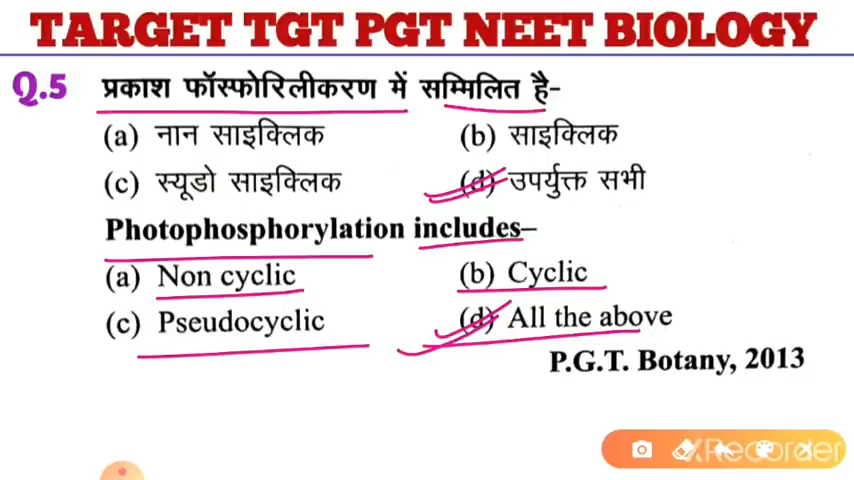 TARGET TGT PGT NEET BIOLOGY
Q.5 प्रकाश फॉस्फोरिलीकरण में सम्मिलित है-
(a) नान साइक्लिक (b) साइक्लिक
(c) स्यूडो साइक्लिक (d) उपर्युक्त सभी
Photophosphorylation includes–
(a) Non cyclic (b) Cyclic
(c) Pseudocyclic (d) All the above
P.G.T. Botany, 2013
XRecorder